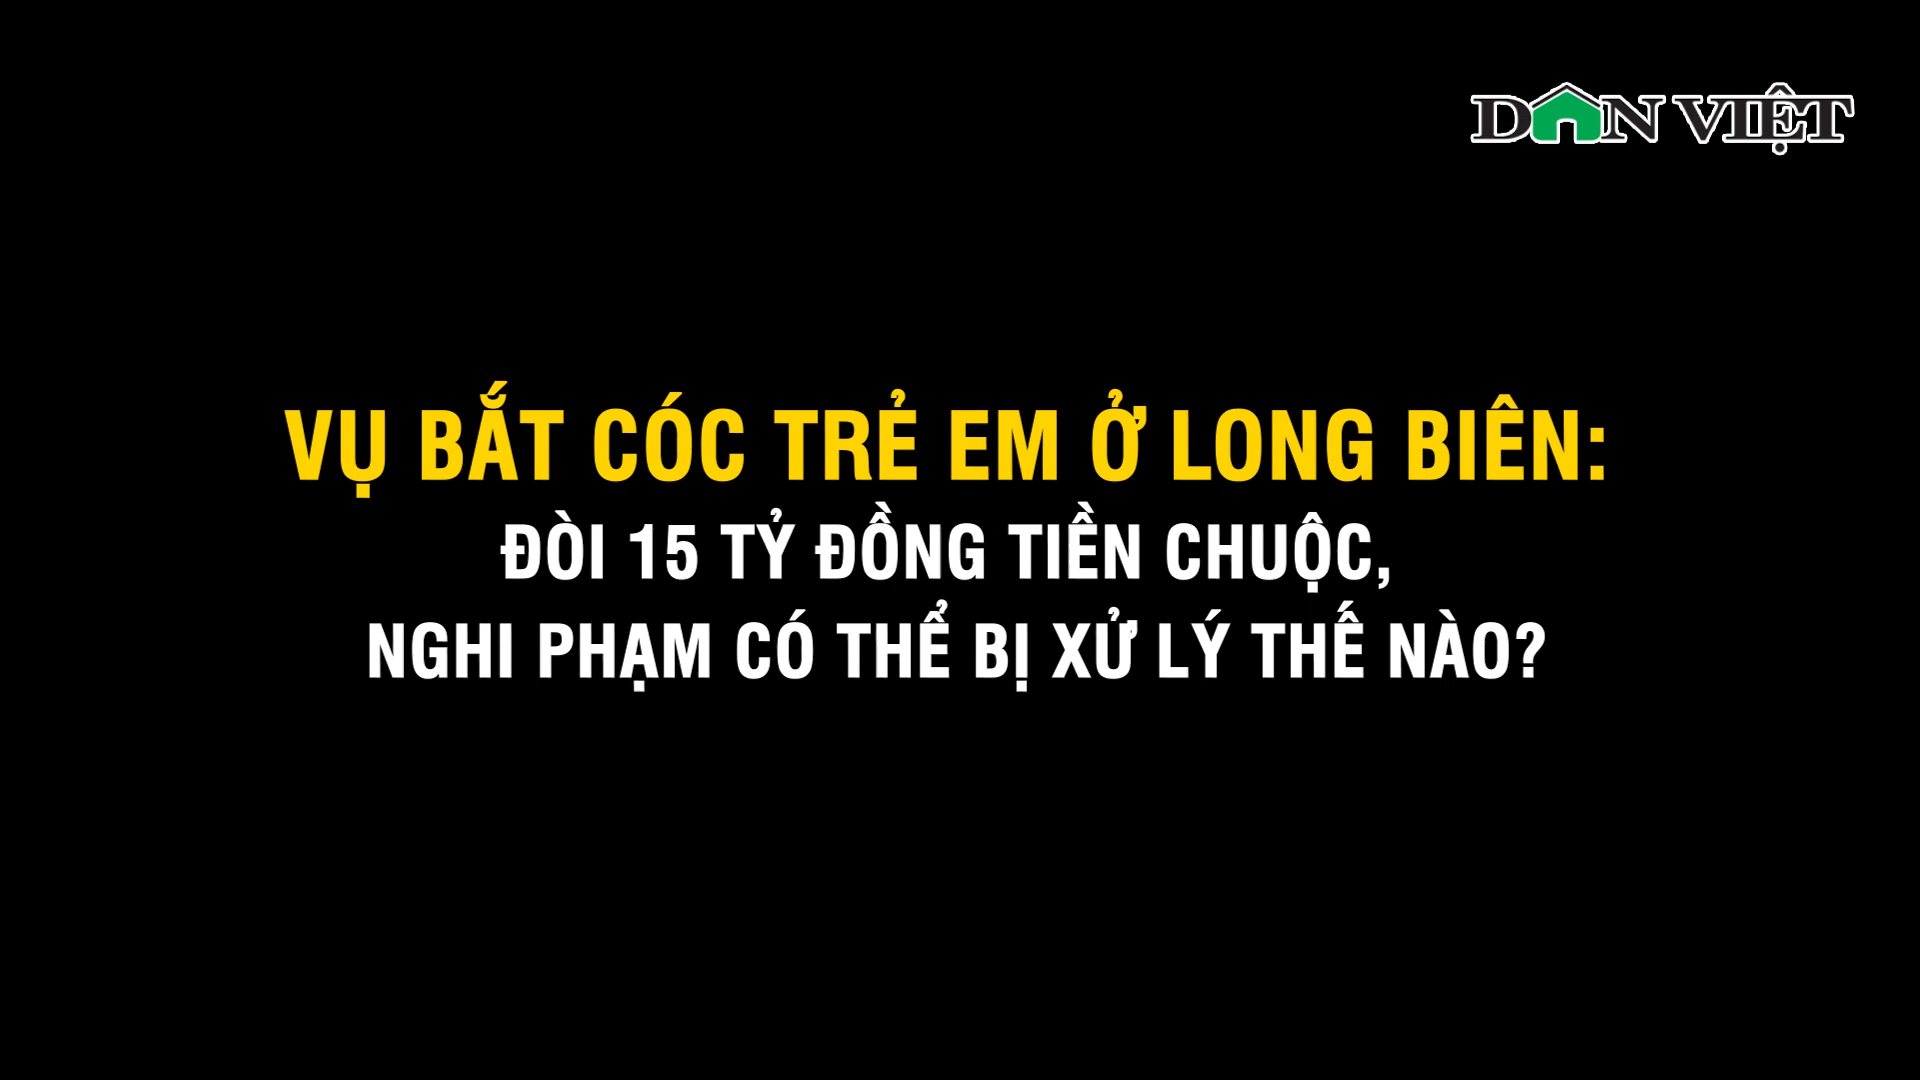 DÂN VIỆT
VỤ BẮT CÓC TRẺ EM Ở LONG BIÊN:
ĐÒI 15 TỶ ĐỒNG TIỀN CHUỘC,
NGHI PHẠM CÓ THỂ BỊ XỬ LÝ THẾ NÀO?